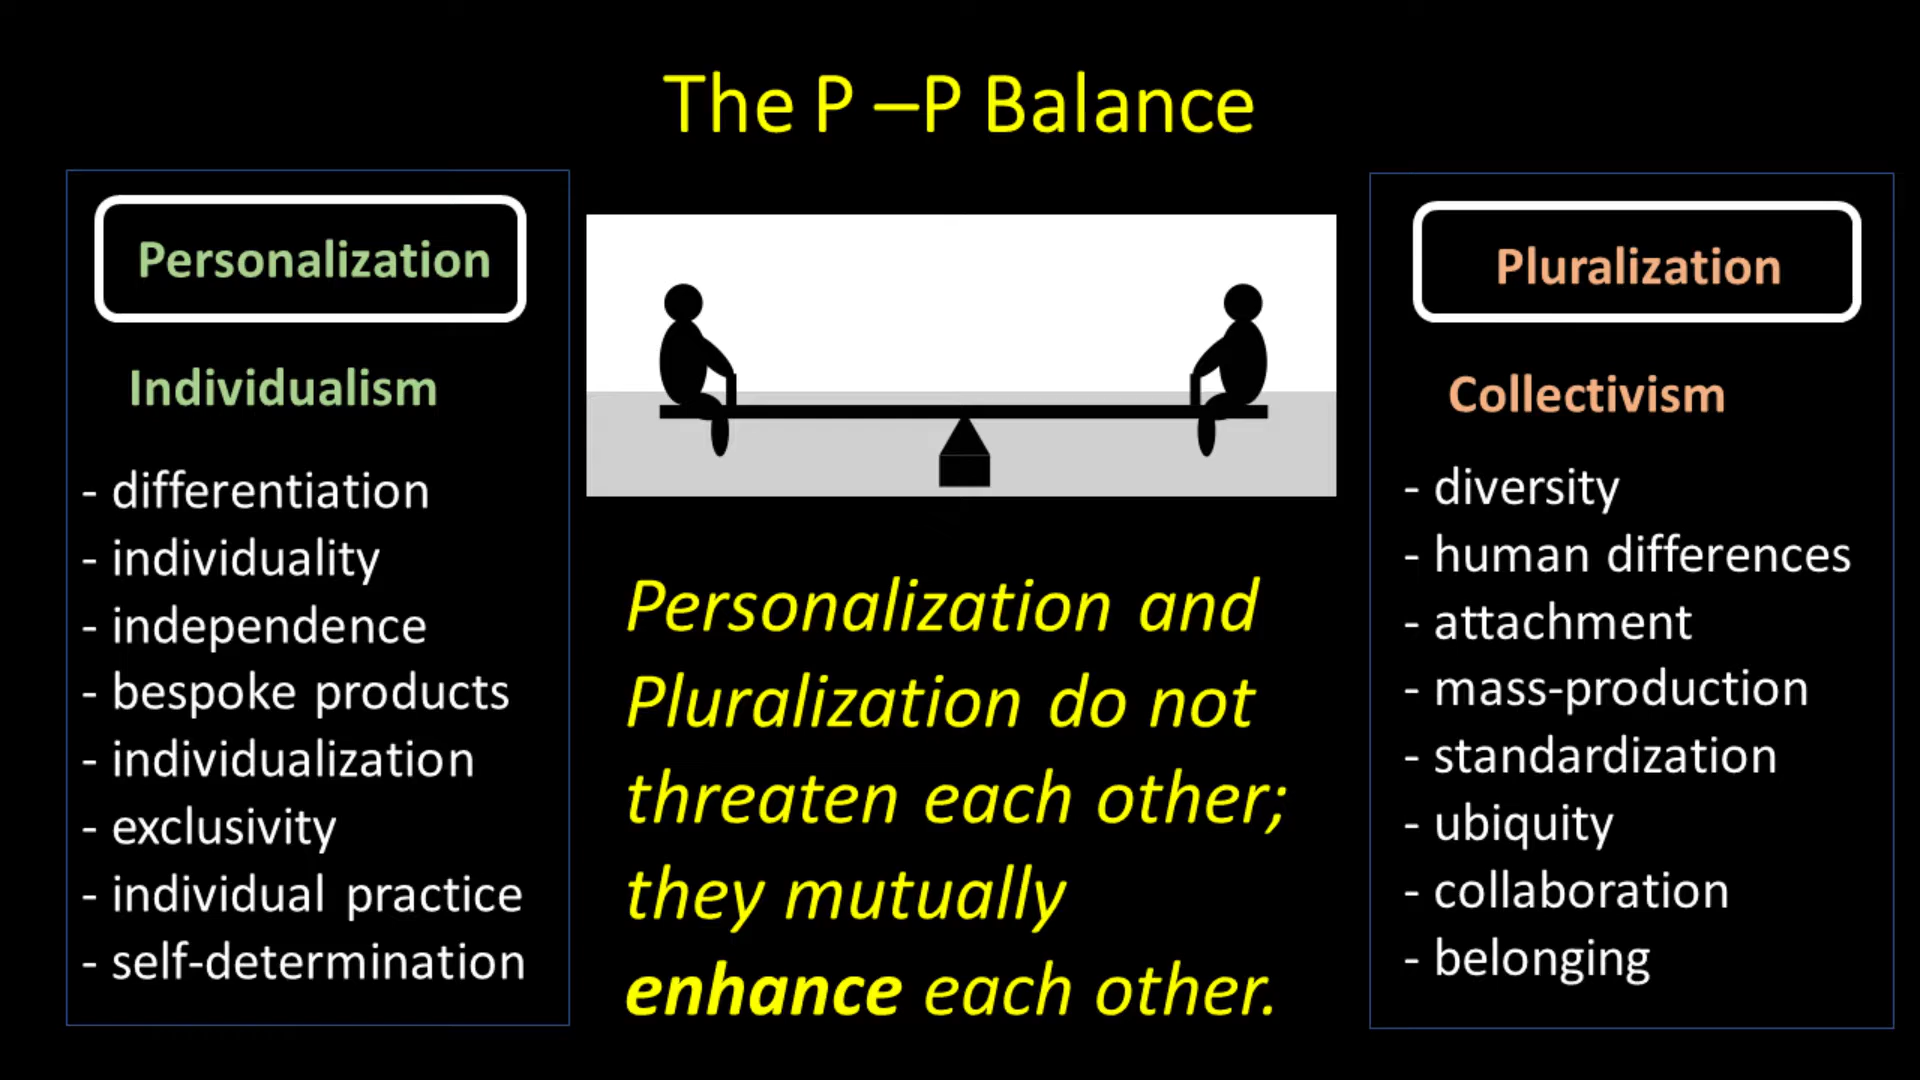 The P –P Balance
Personalization
Individualism
- differentiation
- individuality
- independence
- bespoke products
- individualization
- exclusivity
- individual practice
- self-determination
Personalization and
Pluralization do not
threaten each other;
they mutually
enhance each other.
Pluralization
Collectivism
- diversity
- human differences
- attachment
- mass-production
- standardization
- ubiquity
- collaboration
- belonging